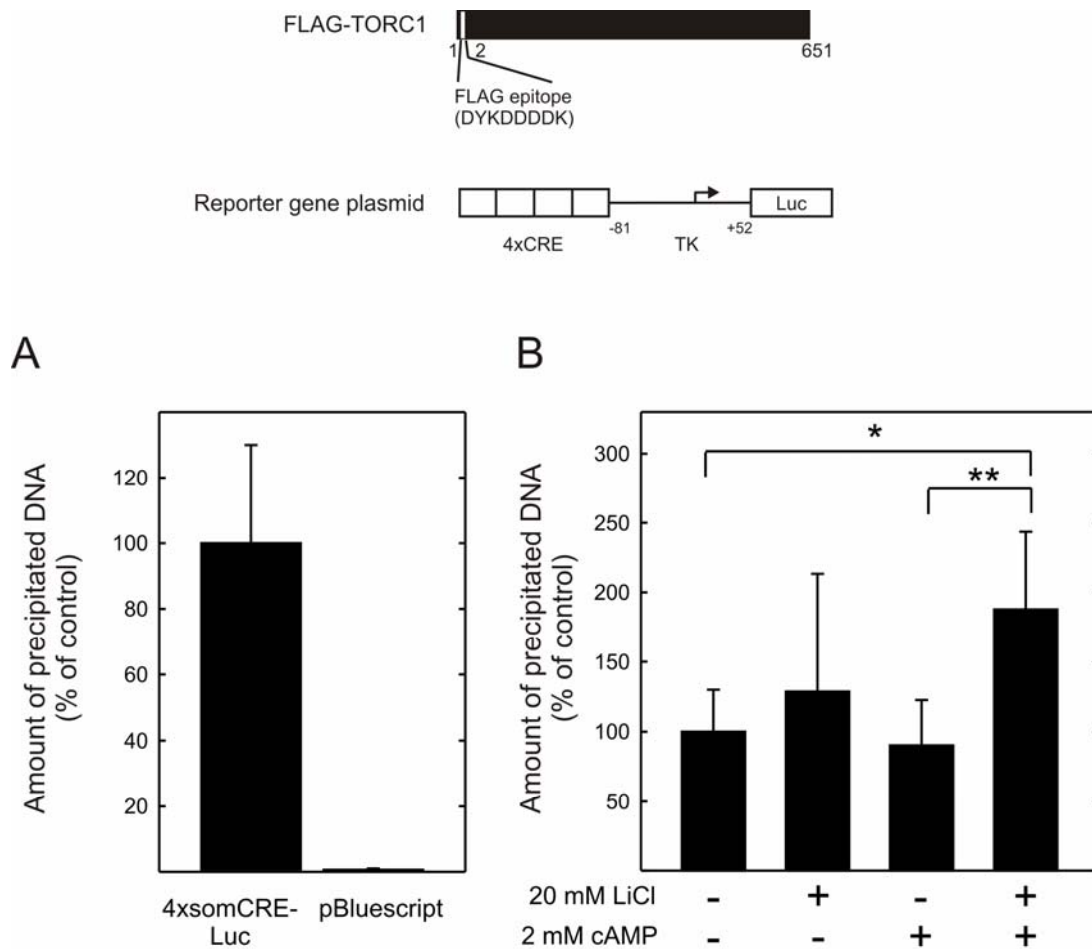 FLAG-TORC1
1 2 651
FLAG epitope
(DYKDDDDK)
Reporter gene plasmid
Luc
-81 +52
4xCRE TK
A
B
Amount of precipitated DNA
(% of control)
120
100
80
60
40
20
4xsomCRE-
Luc
pBluescript
Amount of precipitated DNA
(% of control)
300
250
200
150
100
50
*
**
20 mM LiCl - + - +
2 mM cAMP - - + +